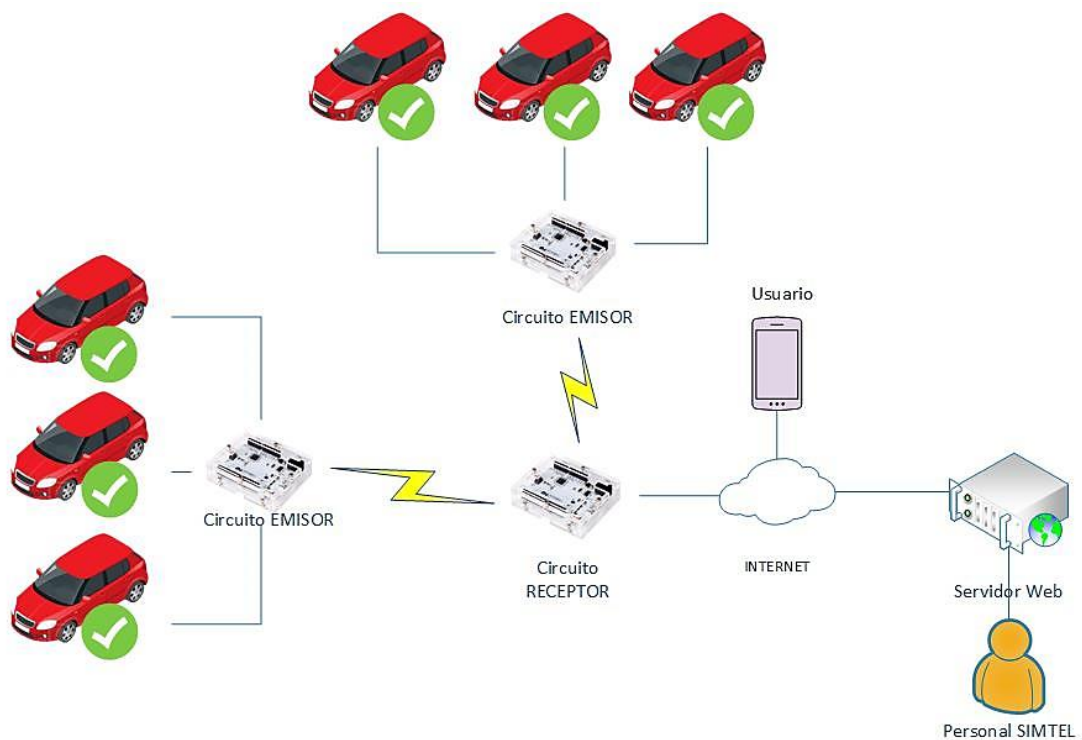 Circuito EMISOR
Usuario
Circuito EMISOR
Circuito
RECEPTOR
INTERNET
Servidor Web
Personal SIMTEL